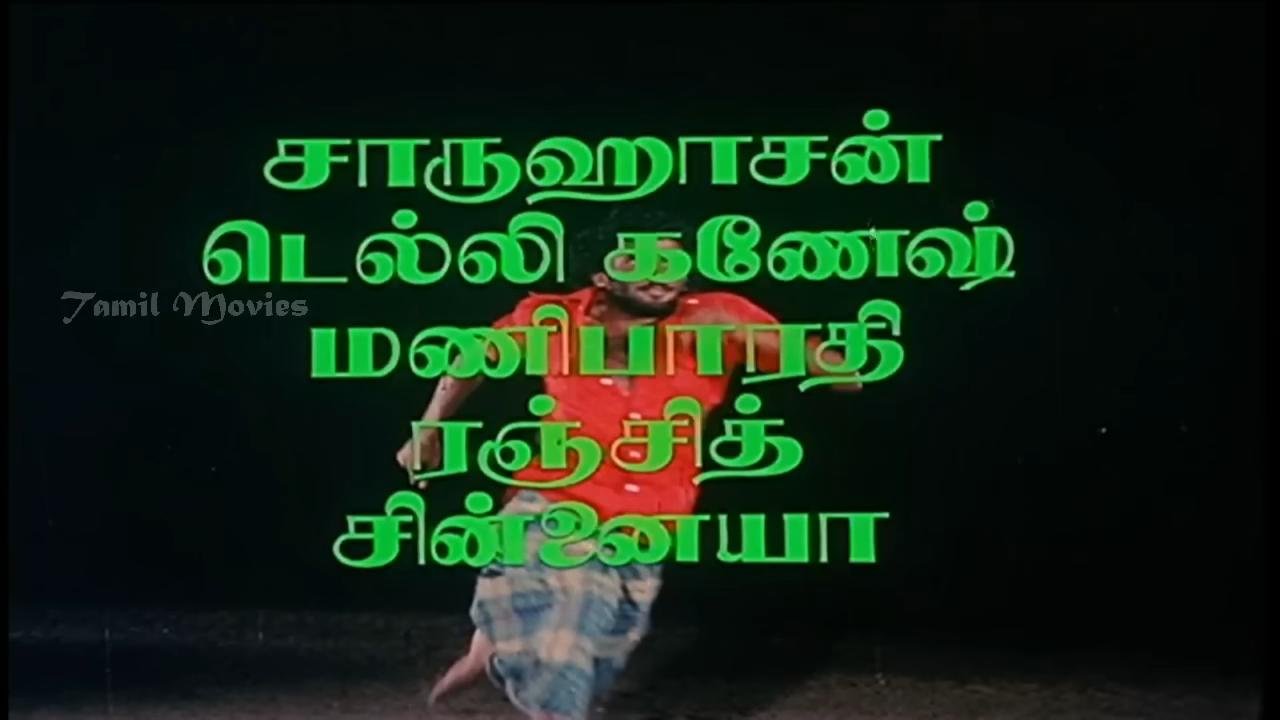 சாருஹாசன்
டெல்லி கணேஷ்
Tamil Movies
மணிபாரதி
ரஞ்சித்
சின்னையா